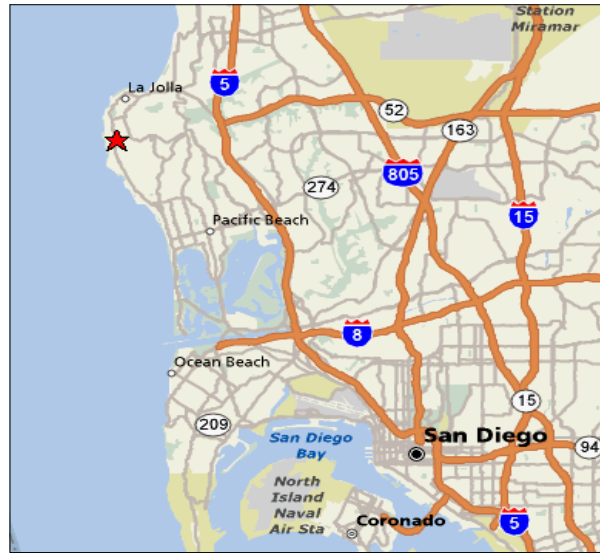 Station
Miramar
La Jolla
5
52
163
805
274
15
Pacific Beach
8
Ocean Beach
15
209
San Diego
94
San Diego
Bay
North
Island
Naval
Air Sta
Coronado
5